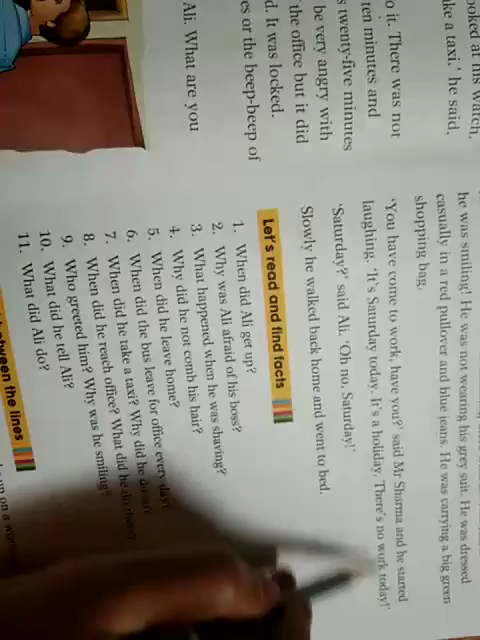 ooked at his watch.
ke a taxi.' he said,
o it. There was not
ten minutes and
s twenty-five minutes
be very angry with
the office but it did
d. It was locked.
es or the beep-beep of
Ali. What are you
he was smiling! He was not wearing his grey suit. He was dressed
casually in a red pullover and blue jeans. He was carrying a big green
shopping bag.
'You have come to work, have you?' said Mr Sharma and he started
laughing. 'It's Saturday today. It's a holiday. There's no work today!'
'Saturday?' said Ali. 'Oh no, Saturday!'
Slowly he walked back home and went to bed.
Let's read and find facts
1. When did Ali get up?
2. Why was Ali afraid of his boss?
3. What happened when he was shaving?
4. Why did he not comb his hair?
5. When did he leave home?
6. When did the bus leave for office every day?
7. When did he take a taxi? Why did he
8. When did he reach office? What did he
9. Who greeted him? Why was he smiling?
10. What did he tell Ali?
11. What did Ali do?
between the lines
up on a